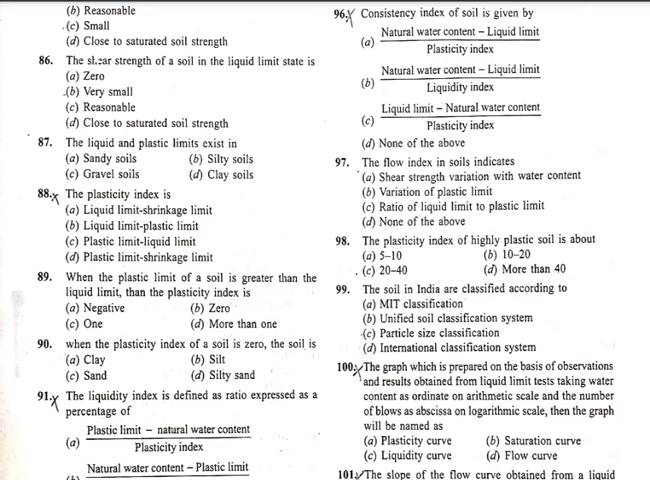 (b) Reasonable
(c) Small
(d) Close to saturated soil strength
86. The shear strength of a soil in the liquid limit state is
(a) Zero
(b) Very small
(c) Reasonable
(d) Close to saturated soil strength
87. The liquid and plastic limits exist in
(a) Sandy soils (b) Silty soils
(c) Gravel soils (d) Clay soils
88. The plasticity index is
(a) Liquid limit-shrinkage limit
(b) Liquid limit-plastic limit
(c) Plastic limit-liquid limit
(d) Plastic limit-shrinkage limit
89. When the plastic limit of a soil is greater than the
liquid limit, than the plasticity index is
(a) Negative (b) Zero
(c) One (d) More than one
90. when the plasticity index of a soil is zero, the soil is
(a) Clay (b) Silt
(c) Sand (d) Silty sand
91. The liquidity index is defined as ratio expressed as a
percentage of
(a) Plastic limit – natural water content
Plasticity index
Natural water content – Plastic limit
(b)
96. Consistency index of soil is given by
(a) Natural water content – Liquid limit
Plasticity index
(b) Natural water content – Liquid limit
Liquidity index
(c) Liquid limit – Natural water content
Plasticity index
(d) None of the above
97. The flow index in soils indicates
(a) Shear strength variation with water content
(b) Variation of plastic limit
(c) Ratio of liquid limit to plastic limit
(d) None of the above
98. The plasticity index of highly plastic soil is about
(a) 5–10 (b) 10–20
(c) 20–40 (d) More than 40
99. The soil in India are classified according to
(a) MIT classification
(b) Unified soil classification system
(c) Particle size classification
(d) International classification system
100. The graph which is prepared on the basis of observations
and results obtained from liquid limit tests taking water
content as ordinate on arithmetic scale and the number
of blows as abscissa on logarithmic scale, then the graph
will be named as
(a) Plasticity curve (b) Saturation curve
(c) Liquidity curve (d) Flow curve
101. The slope of the flow curve obtained from a liquid